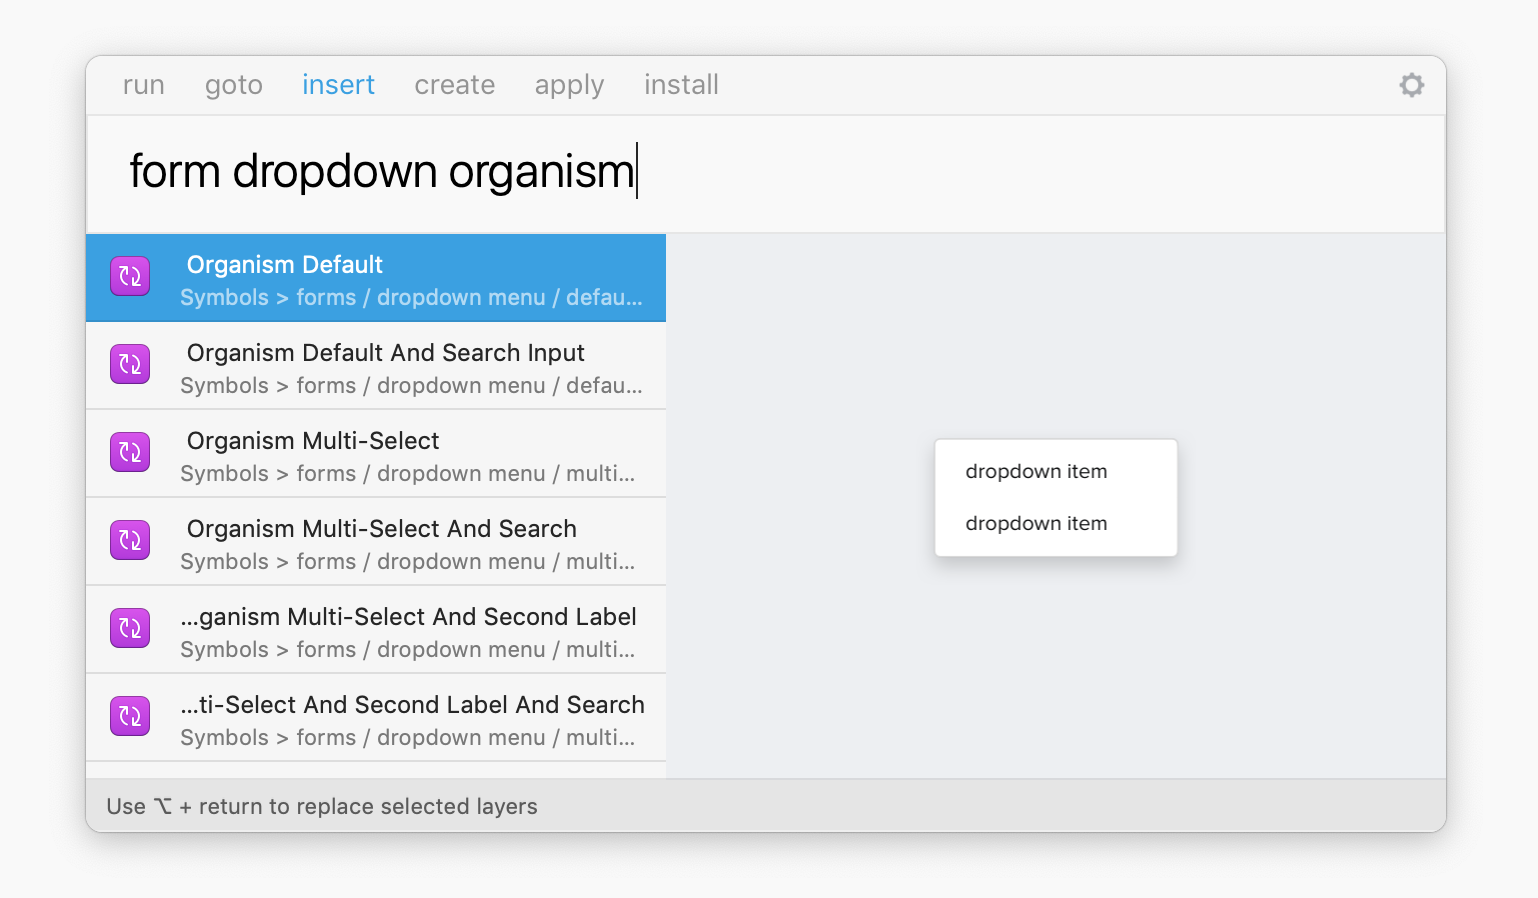 run goto insert create apply install
form dropdown organism
Organism Default
Symbols > forms / dropdown menu / defau...
Organism Default And Search Input
Symbols > forms / dropdown menu / defau...
Organism Multi-Select
Symbols > forms / dropdown menu / multi...
Organism Multi-Select And Search
Symbols > forms / dropdown menu / multi...
...ganism Multi-Select And Second Label
Symbols > forms / dropdown menu / multi...
...ti-Select And Second Label And Search
Symbols > forms / dropdown menu / multi...
dropdown item
dropdown item
Use ⌥ + return to replace selected layers